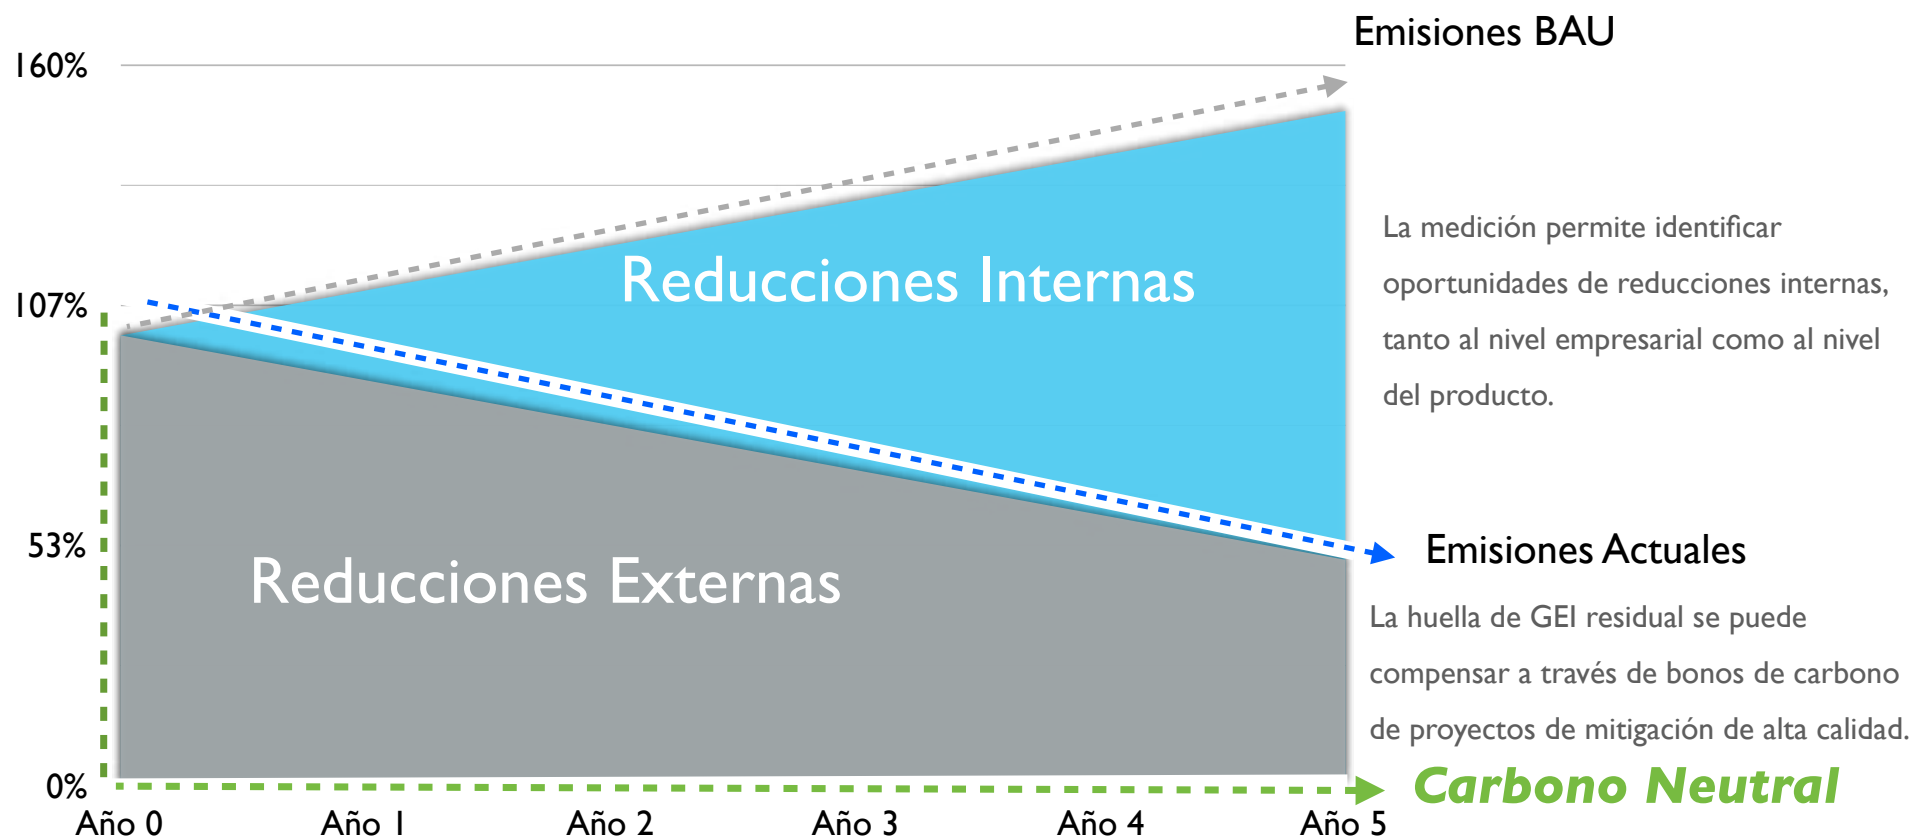 Emisiones BAU
160%
La medición permite identificar
oportunidades de reducciones internas,
tanto al nivel empresarial como al nivel
del producto.
Reducciones Internas
107%
53%
Emisiones Actuales
Reducciones Externas
La huella de GEI residual se puede
compensar a través de bonos de carbono
de proyectos de mitigación de alta calidad.
0%
Carbono Neutral
Año 0
Año 1
Año 2
Año 3
Año 4
Año 5